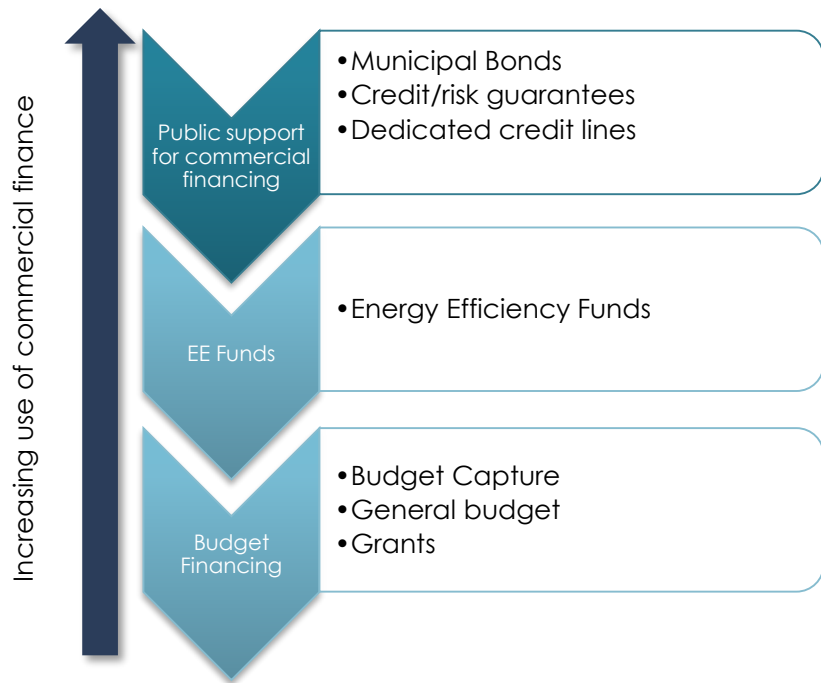 Increasing use of commercial finance
Public support
for commercial
financing
•Municipal Bonds
•Credit/risk guarantees
•Dedicated credit lines
EE Funds
•Energy Efficiency Funds
Budget
Financing
•Budget Capture
•General budget
•Grants